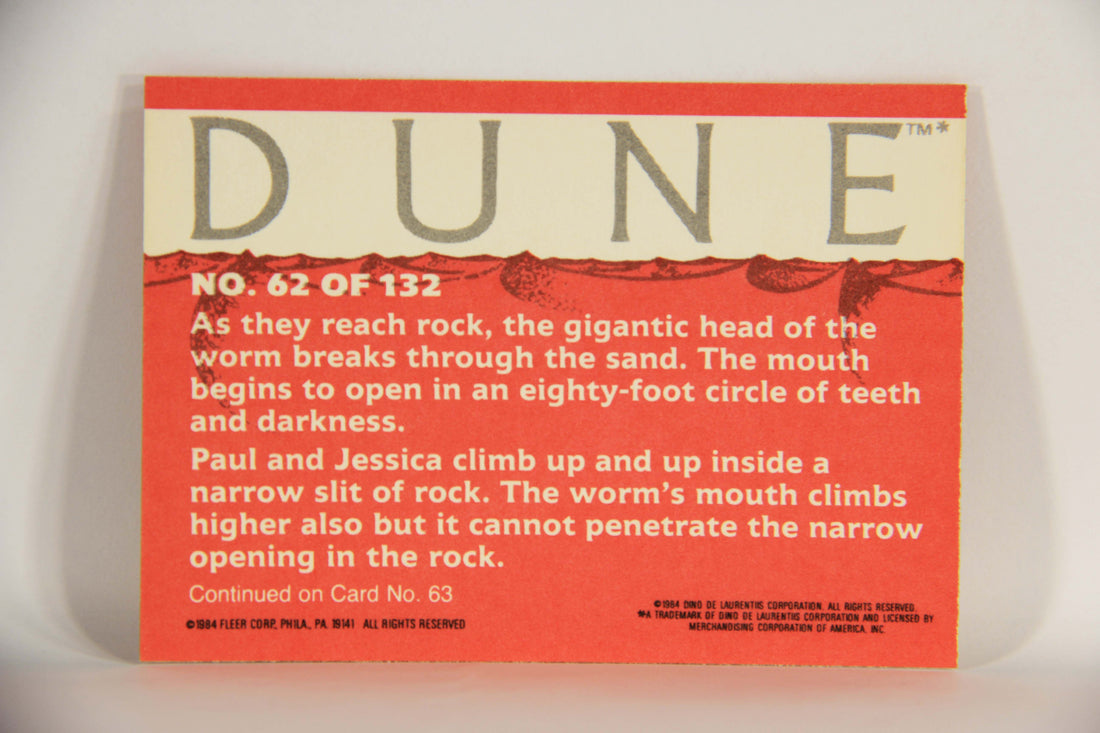 DUNE™*
NO. 62 OF 132
As they reach rock, the gigantic head of the
worm breaks through the sand. The mouth
begins to open in an eighty-foot circle of teeth
and darkness.
Paul and Jessica climb up and up inside a
narrow slit of rock. The worm's mouth climbs
higher also but it cannot penetrate the narrow
opening in the rock.
Continued on Card No. 63
©1984 FLEER CORP., PHILA., PA. 19141 ALL RIGHTS RESERVED
©1984 DINO DE LAURENTIIS CORPORATION. ALL RIGHTS RESERVED.
*A TRADEMARK OF DINO DE LAURENTIIS CORPORATION AND LICENSED BY
MERCHANDISING CORPORATION OF AMERICA, INC.